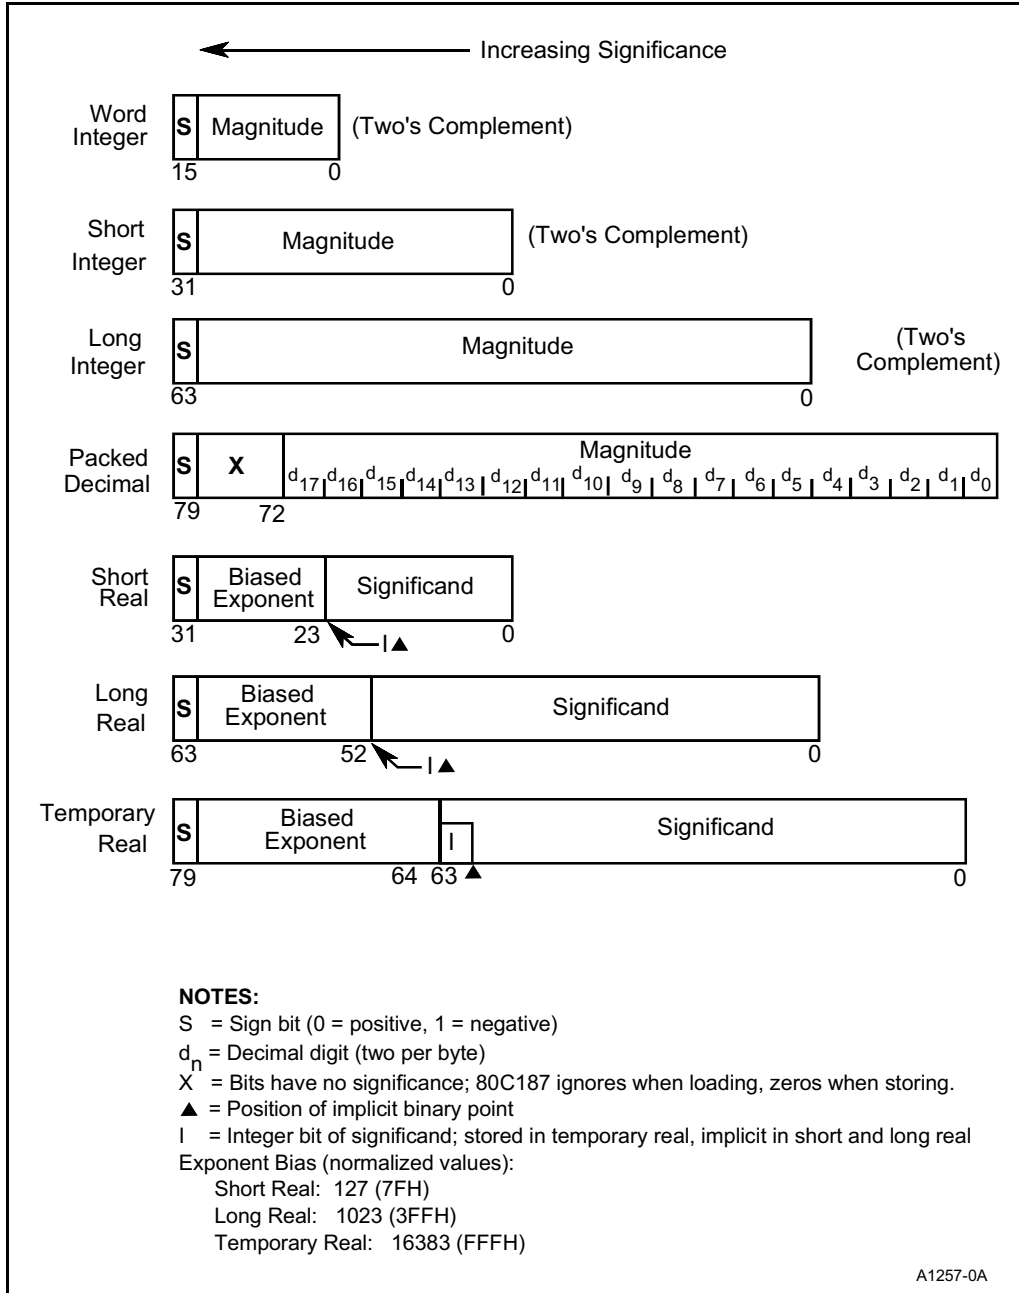 Increasing Significance
Word
Integer
S Magnitude (Two's Complement)
15 0
Short
Integer
S Magnitude (Two's Complement)
31 0
Long
Integer
S Magnitude (Two's
Complement)
63 0
Packed
Decimal
S X Magnitude
d17 d16 d15 d14 d13 d12 d11 d10 d9 d8 d7 d6 d5 d4 d3 d2 d1 d0
79 72
Short
Real
S Biased
Exponent Significand
31 23 I▲ 0
Long
Real
S Biased
Exponent Significand
63 52 I▲ 0
Temporary
Real
S Biased
Exponent I Significand
79 64 63 ▲ 0
NOTES:
S = Sign bit (0 = positive, 1 = negative)
dn = Decimal digit (two per byte)
X = Bits have no significance; 80C187 ignores when loading, zeros when storing.
▲ = Position of implicit binary point
I = Integer bit of significand; stored in temporary real, implicit in short and long real
Exponent Bias (normalized values):
Short Real: 127 (7FH)
Long Real: 1023 (3FFH)
Temporary Real: 16383 (FFFH)
A1257-0A